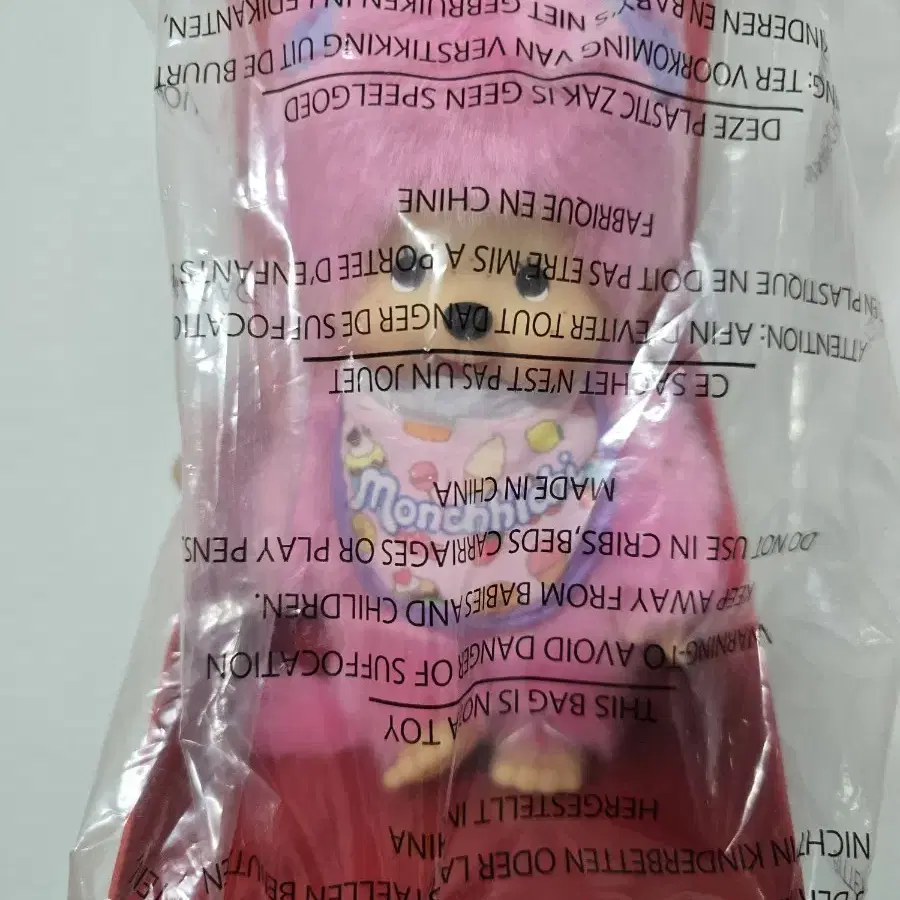 NICHT IN KINDERBETTEN ODER LA
HERGESTELLT IN HINA
THIS BAG IS NOT A TOY
WARNING-TO AVOID DANGER OF SUFFOCATION
KEEP AWAY FROM BABIES AND CHILDREN.
DO NOT USE IN CRIBS,BEDS CARRIAGES OR PLAY PENS.
MADE IN CHINA
Monchhichi
CE SACHET N'EST PAS UN JOUET
ATTENTION: AFIN D'EVITER TOUT DANGER DE SUFFOCATIO
EN PLASTIQUE NE DOIT PAS ETRE MIS A PORTEE D'ENFANTS!
FABRIQUE EN CHINE
DEZE PLASTIC ZAK IS GEEN SPEELGOED
NG: TER VOORKOMING VAN VERSTIKKING UIT DE BUURT
NDEREN EN BABY'S NIET GEBRUIKEN IN LEDIKANTEN,